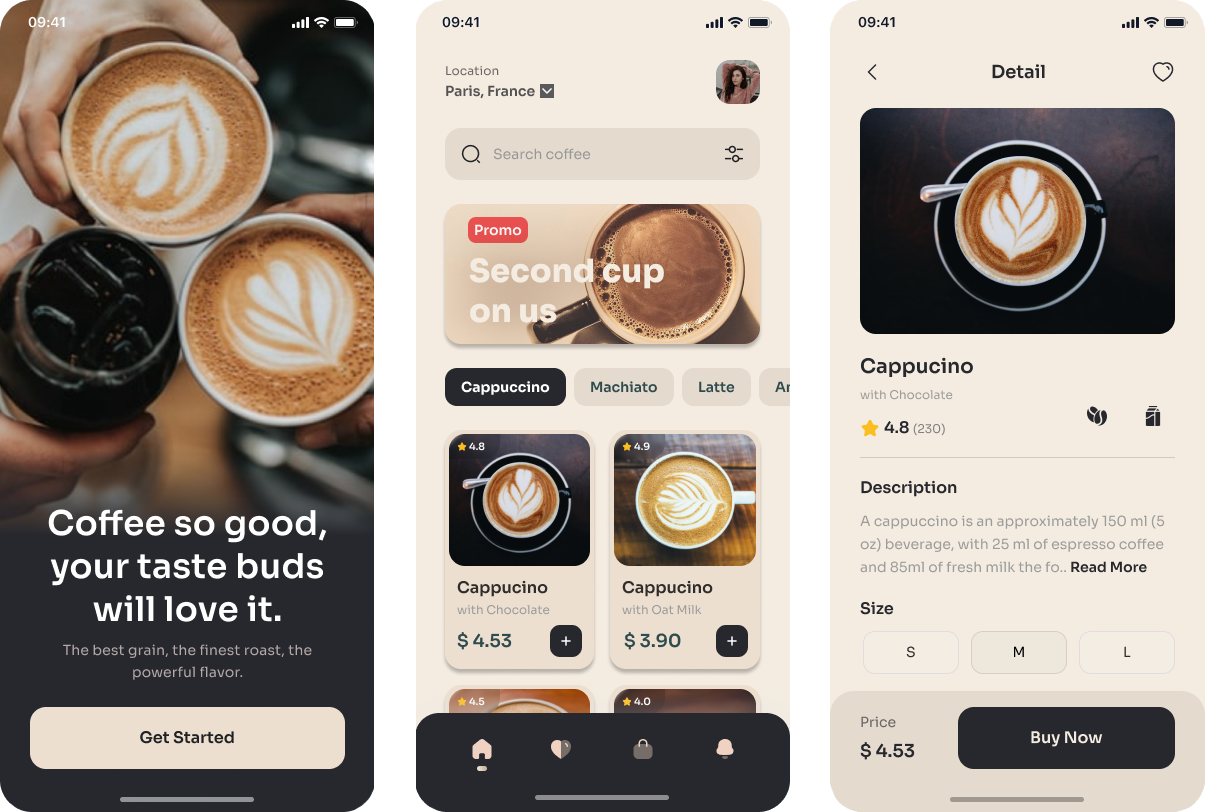 09:41
Coffee so good,
your taste buds
will love it.
The best grain, the finest roast, the
powerful flavor.
Get Started
09:41
Location
Paris, France
Search coffee
Promo
Second cup
on us
Cappuccino
Machiato
Latte
Am
4.8
Cappucino
with Chocolate
$ 4.53
+
4.9
Cappucino
with Oat Milk
$ 3.90
+
4.5
4.0
09:41
Detail
Cappucino
with Chocolate
4.8 (230)
Description
A cappuccino is an approximately 150 ml (5
oz) beverage, with 25 ml of espresso coffee
and 85ml of fresh milk the fo.. Read More
Size
S
M
L
Price
$ 4.53
Buy Now